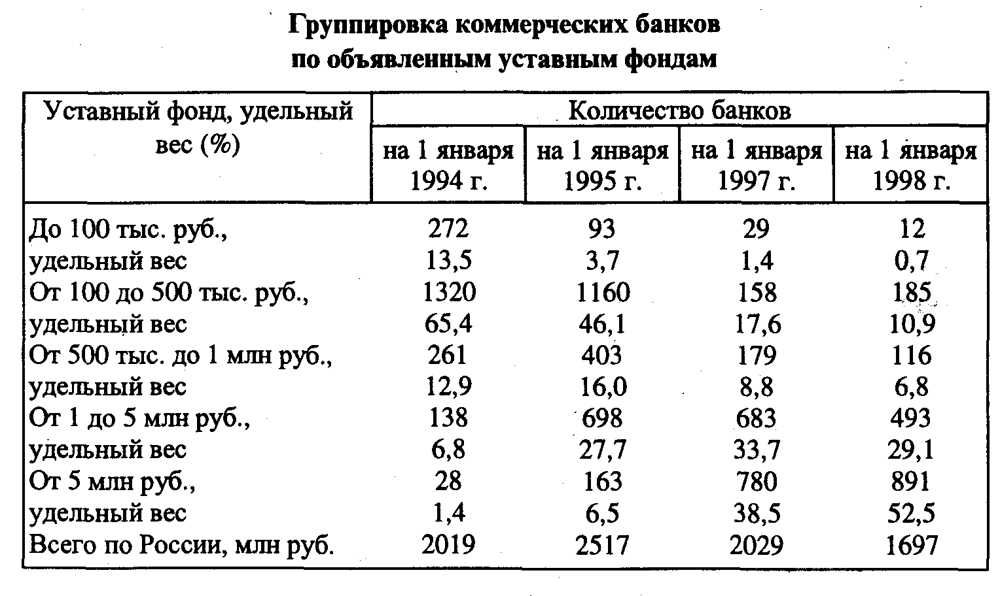 Группировка коммерческих банков
по объявленным уставным фондам
Уставный фонд, удельный вес (%)
Количество банков
на 1 января 1994 г.
на 1 января 1995 г.
на 1 января 1997 г.
на 1 января 1998 г.
До 100 тыс. руб., 272 93 29 12
удельный вес 13,5 3,7 1,4 0,7
От 100 до 500 тыс. руб., 1320 1160 158 185
удельный вес 65,4 46,1 17,6 10,9
От 500 тыс. до 1 млн руб., 261 403 179 116
удельный вес 12,9 16,0 8,8 6,8
От 1 до 5 млн руб., 138 698 683 493
удельный вес 6,8 27,7 33,7 29,1
От 5 млн руб., 28 163 780 891
удельный вес 1,4 6,5 38,5 52,5
Всего по России, млн руб. 2019 2517 2029 1697